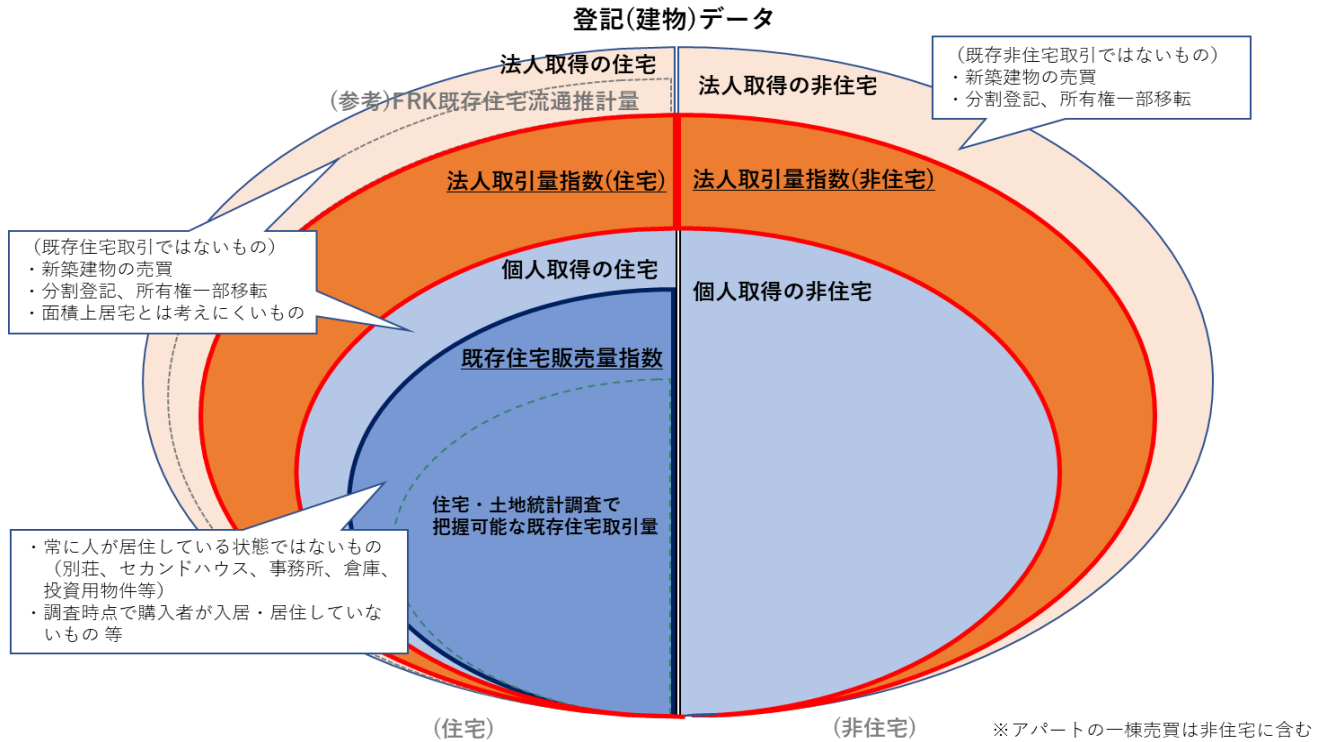 登記(建物)データ
法人取得の住宅
(参考)FRK既存住宅流通推計量
法人取得の非住宅
(既存非住宅取引ではないもの)
・新築建物の売買
・分割登記、所有権一部移転
法人取引量指数(住宅)
法人取引量指数(非住宅)
(既存住宅取引ではないもの)
・新築建物の売買
・分割登記、所有権一部移転
・面積上居宅とは考えにくいもの
個人取得の住宅
個人取得の非住宅
既存住宅販売量指数
住宅・土地統計調査で
把握可能な既存住宅取引量
・常に人が居住している状態ではないもの
(別荘、セカンドハウス、事務所、倉庫、
投資用物件等)
・調査時点で購入者が入居・居住していな
いもの 等
(住宅)
(非住宅)
※アパートの一棟売買は非住宅に含む